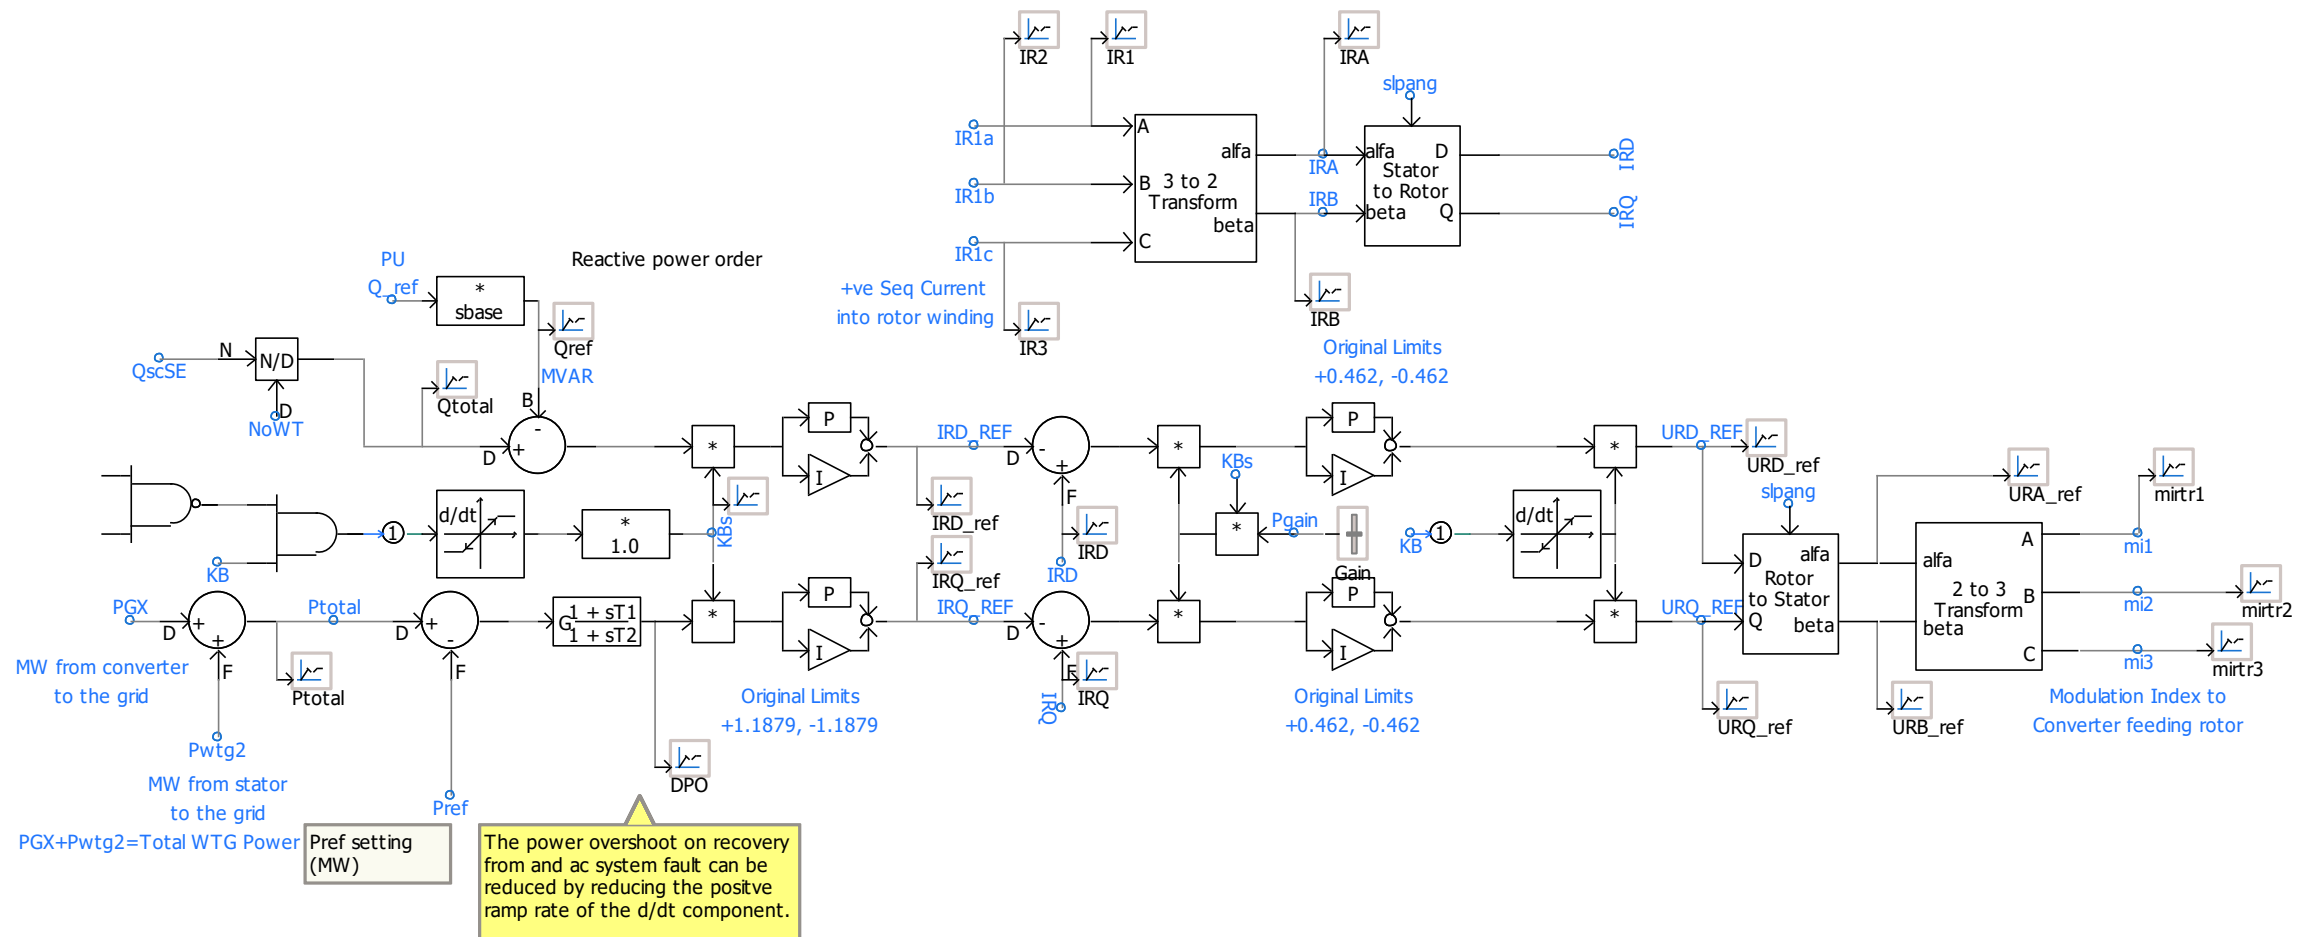 IR2
IR1
IRA
slpang
IR1a
A
alfa
IRA
alfa
D
IRD
Stator
to Rotor
IR1b
B
3 to 2
Transform
IRB
beta
beta
Q
IRQ
IR1c
C
+ve Seq Current
into rotor winding
IR3
IRB
PU
Q_ref
*
sbase
Reactive power order
Qref
MVAR
QscSE
N
N/D
D
NoWT
Qtotal
B
-
D
+
*
P
I
IRD_REF
D
-
+
F
IRD_ref
IRD
IRD
*
Original Limits
+0.462, -0.462
P
I
*
URD_REF
URD_ref
KBs
*
Pgain
Gain
KB
1
d/dt
KB
1
d/dt
*
1.0
KBs
slpang
D
alfa
Rotor
to Stator
Q
beta
URA_ref
alfa
A
2 to 3
Transform
B
beta
C
mirtr1
mi1
mi2
mirtr2
mi3
mirtr3
PGX
D
+
+
F
Ptotal
Ptotal
D
+
-
F
G
1 + sT1
1 + sT2
*
P
I
IRQ_ref
IRQ_REF
D
-
+
F
IRQ
IRQ
*
P
I
*
URQ_REF
URQ_ref
URB_ref
MW from converter
to the grid
Pwtg2
MW from stator
to the grid
PGX+Pwtg2=Total WTG Power
Pref
Pref setting
(MW)
DPO
Original Limits
+1.1879, -1.1879
Original Limits
+0.462, -0.462
Modulation Index to
Converter feeding rotor
The power overshoot on recovery
from and ac system fault can be
reduced by reducing the positve
ramp rate of the d/dt component.